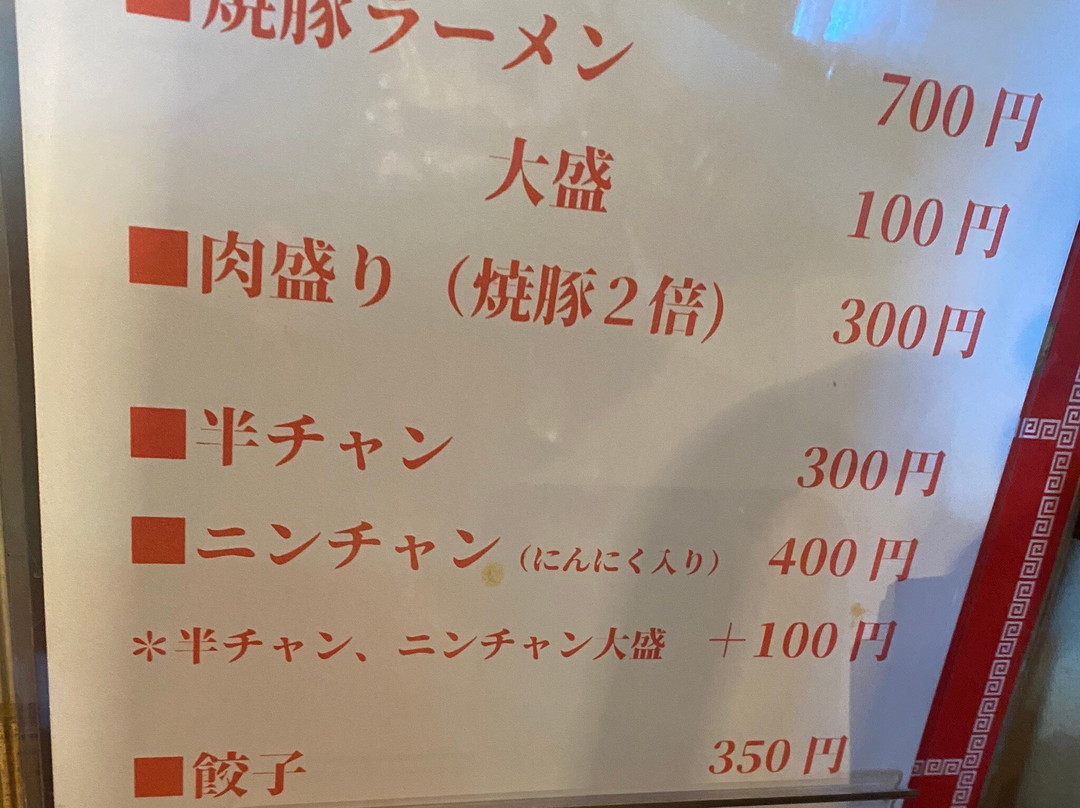 ■焼豚ラーメン 700円
大盛 100円
■肉盛り（焼豚２倍） 300円
■半チャン 300円
■ニンチャン（にんにく入り） 400円
＊半チャン、ニンチャン大盛 ＋100円
■餃子 350円